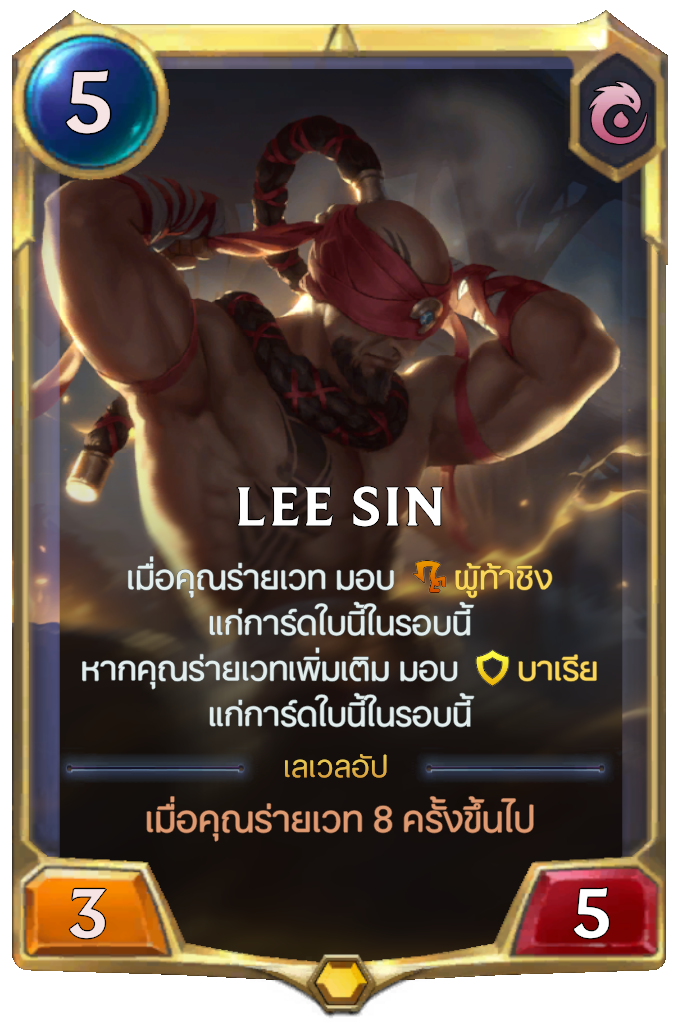 5
LEE SIN
เมื่อคุณร่ายเวท มอบ ผู้ท้าชิง
แก่การ์ดใบนี้ในรอบนี้
หากคุณร่ายเวทเพิ่มเติม มอบ บาเรีย
แก่การ์ดใบนี้ในรอบนี้
เลเวลอัป
เมื่อคุณร่ายเวท 8 ครั้งขึ้นไป
3
5